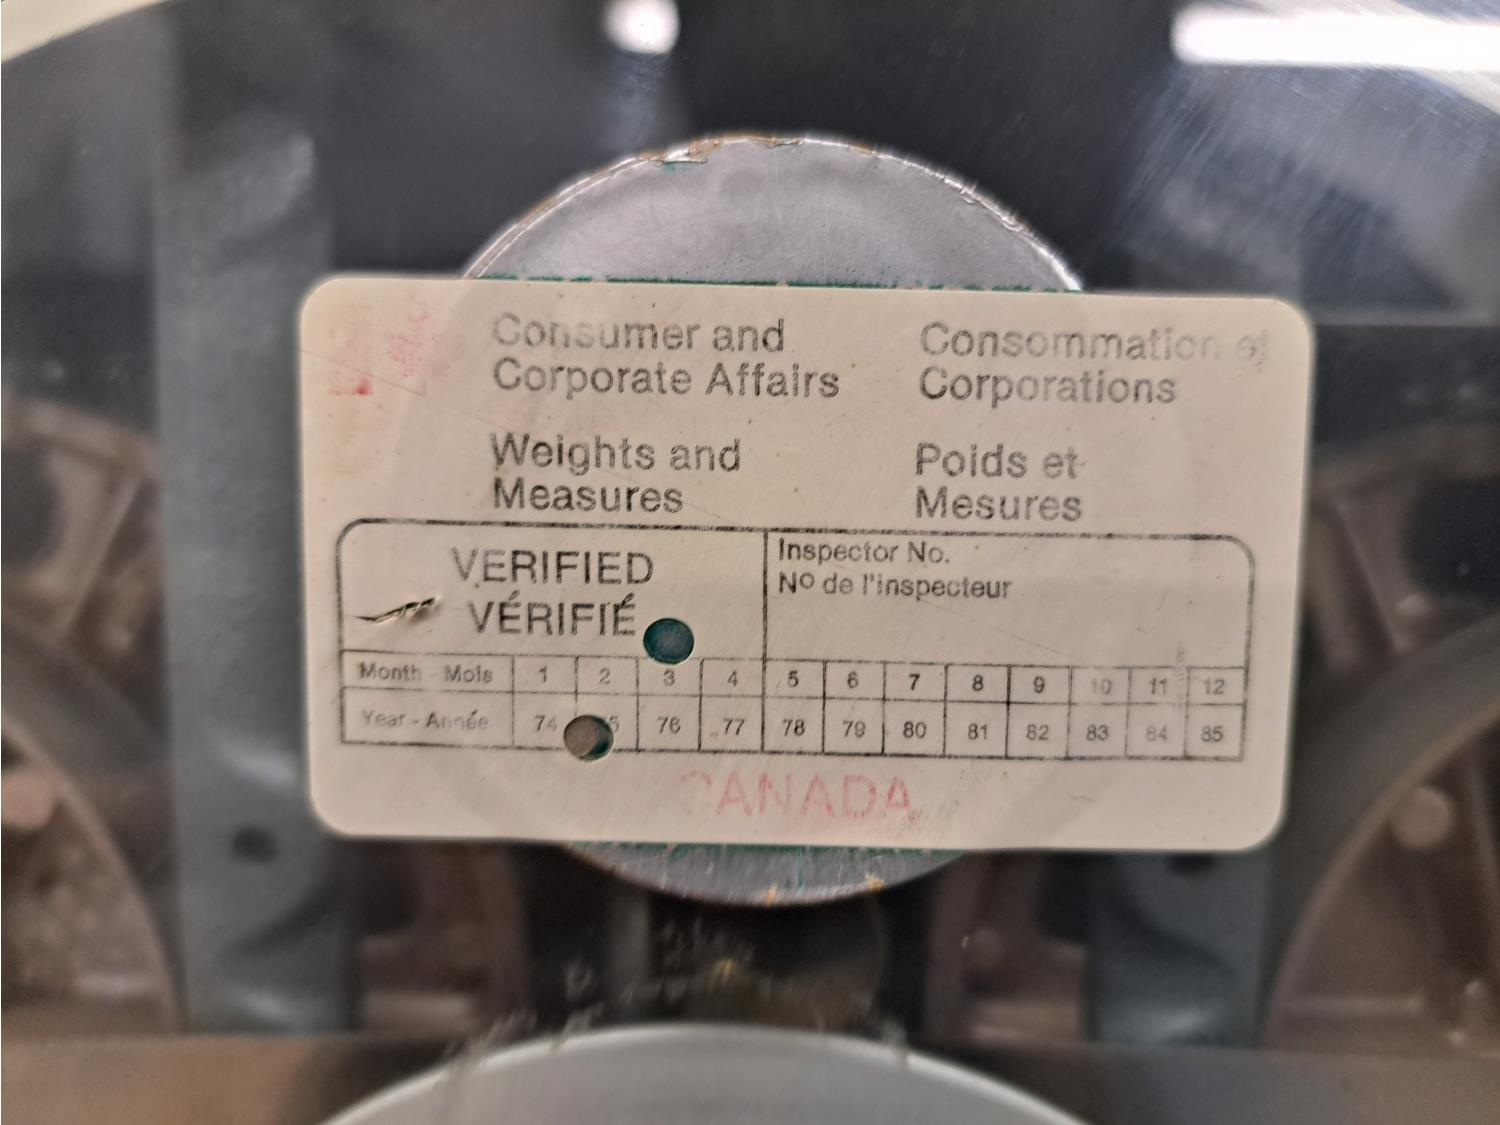 Consumer and
Corporate Affairs
Consommation et
Corporations
Weights and
Measures
Poids et
Mesures
VERIFIED
VÉRIFIÉ
Inspector No.
Nº de l'inspecteur
Month - Mois 1 2 3 4 5 6 7 8 9 10 11 12
Year - Année 74 75 76 77 78 79 80 81 82 83 84 85
CANADA